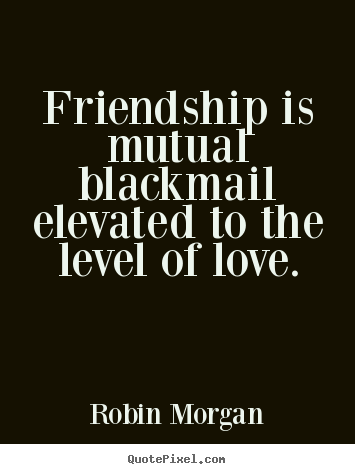 Friendship is
mutual
blackmail
elevated to the
level of love.
Robin Morgan
QuotePixel.com